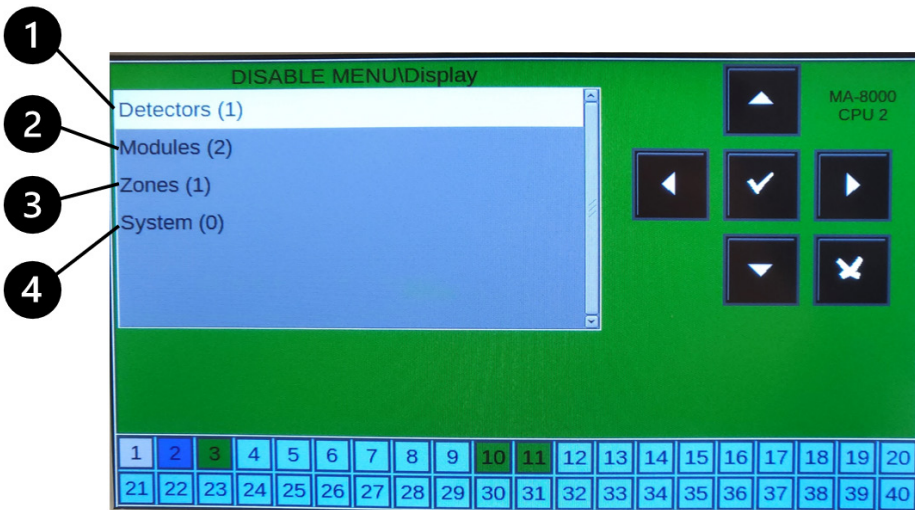 1
2
3
4
DISABLE MENU\Display
Detectors (1)
Modules (2)
Zones (1)
System (0)
MA-8000
CPU 2
1 2 3 4 5 6 7 8 9 10 11 12 13 14 15 16 17 18 19 20
21 22 23 24 25 26 27 28 29 30 31 32 33 34 35 36 37 38 39 40